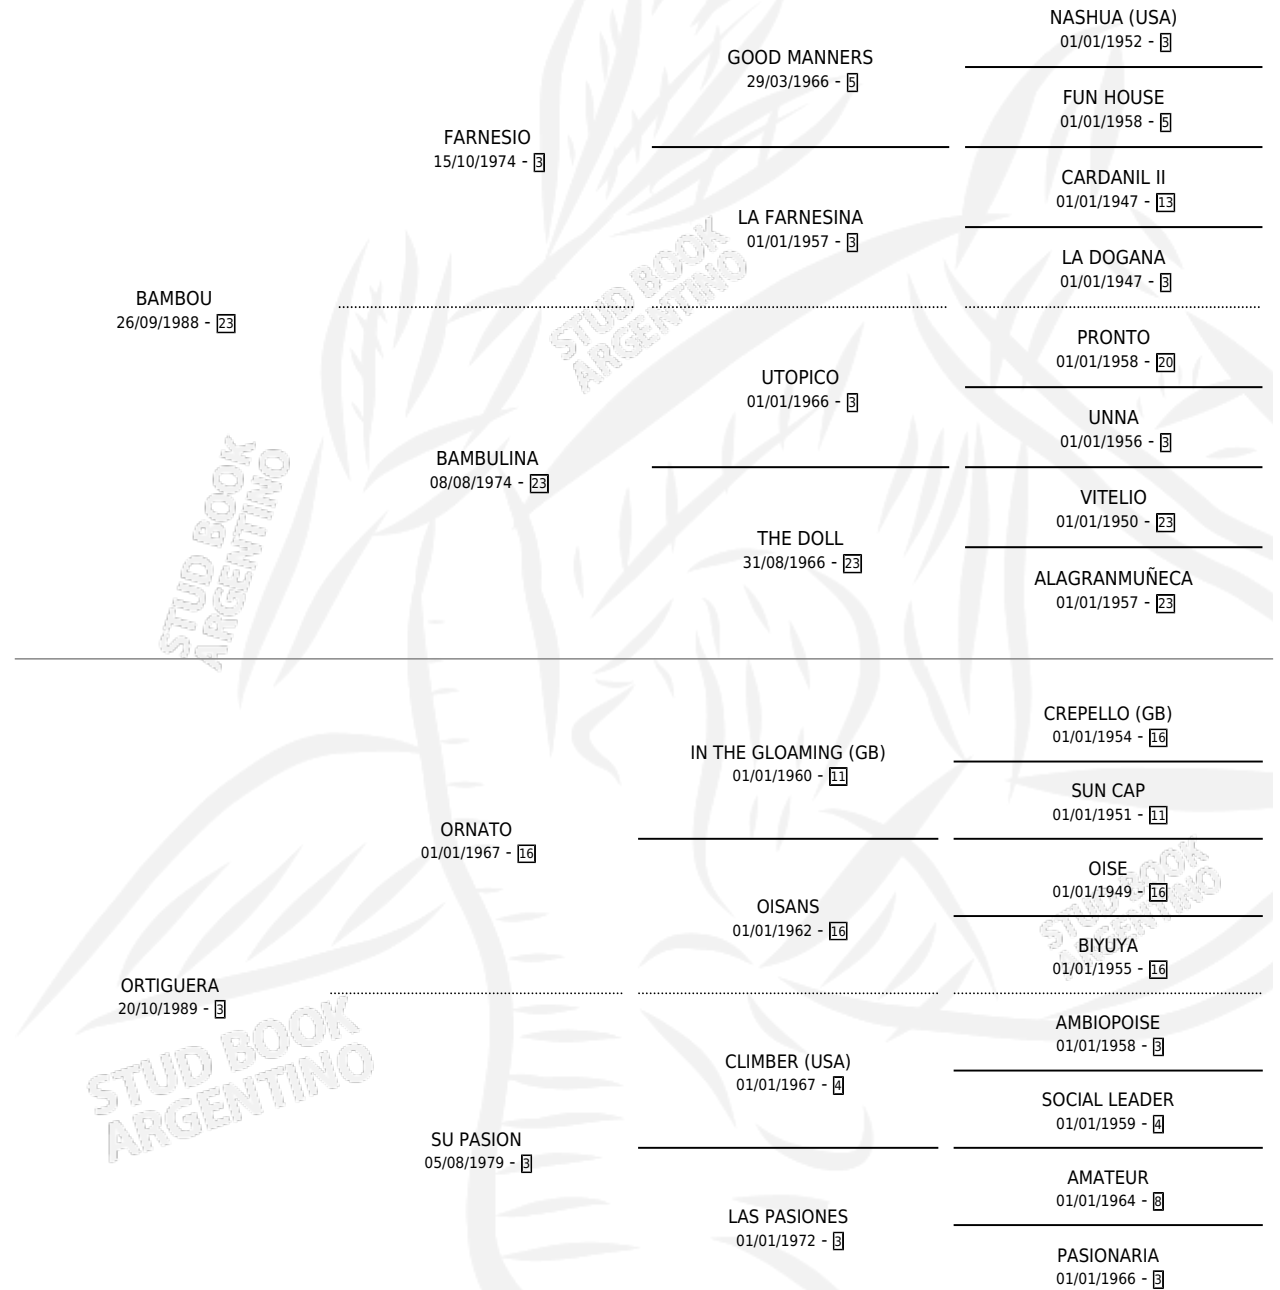 NASHUA (USA)
01/01/1952 - 3
GOOD MANNERS
29/03/1966 - 5
FUN HOUSE
01/01/1958 - 5
FARNESIO
15/10/1974 - 3
CARDANIL II
01/01/1947 - 13
LA FARNESINA
01/01/1957 - 3
LA DOGANA
01/01/1947 - 3
BAMBOU
26/09/1988 - 23
PRONTO
01/01/1958 - 20
UTOPICO
01/01/1966 - 3
UNNA
01/01/1956 - 3
BAMBULINA
08/08/1974 - 23
VITELIO
01/01/1950 - 23
THE DOLL
31/08/1966 - 23
ALAGRANMUÑECA
01/01/1957 - 23
STUD BOOK
ARGENTINO
STUD BOOK
ARGENTINO
CREPELLO (GB)
01/01/1954 - 16
IN THE GLOAMING (GB)
01/01/1960 - 11
SUN CAP
01/01/1951 - 11
ORNATO
01/01/1967 - 16
OISE
01/01/1949 - 16
OISANS
01/01/1962 - 16
BIYUYA
01/01/1955 - 16
ORTIGUERA
20/10/1989 - 3
AMBIOPOISE
01/01/1958 - 3
CLIMBER (USA)
01/01/1967 - 4
SOCIAL LEADER
01/01/1959 - 4
SU PASION
05/08/1979 - 3
AMATEUR
01/01/1964 - 8
LAS PASIONES
01/01/1972 - 3
PASIONARIA
01/01/1966 - 3
STUD BOOK
ARGENTINO
STUD BOOK
ARGENTINO